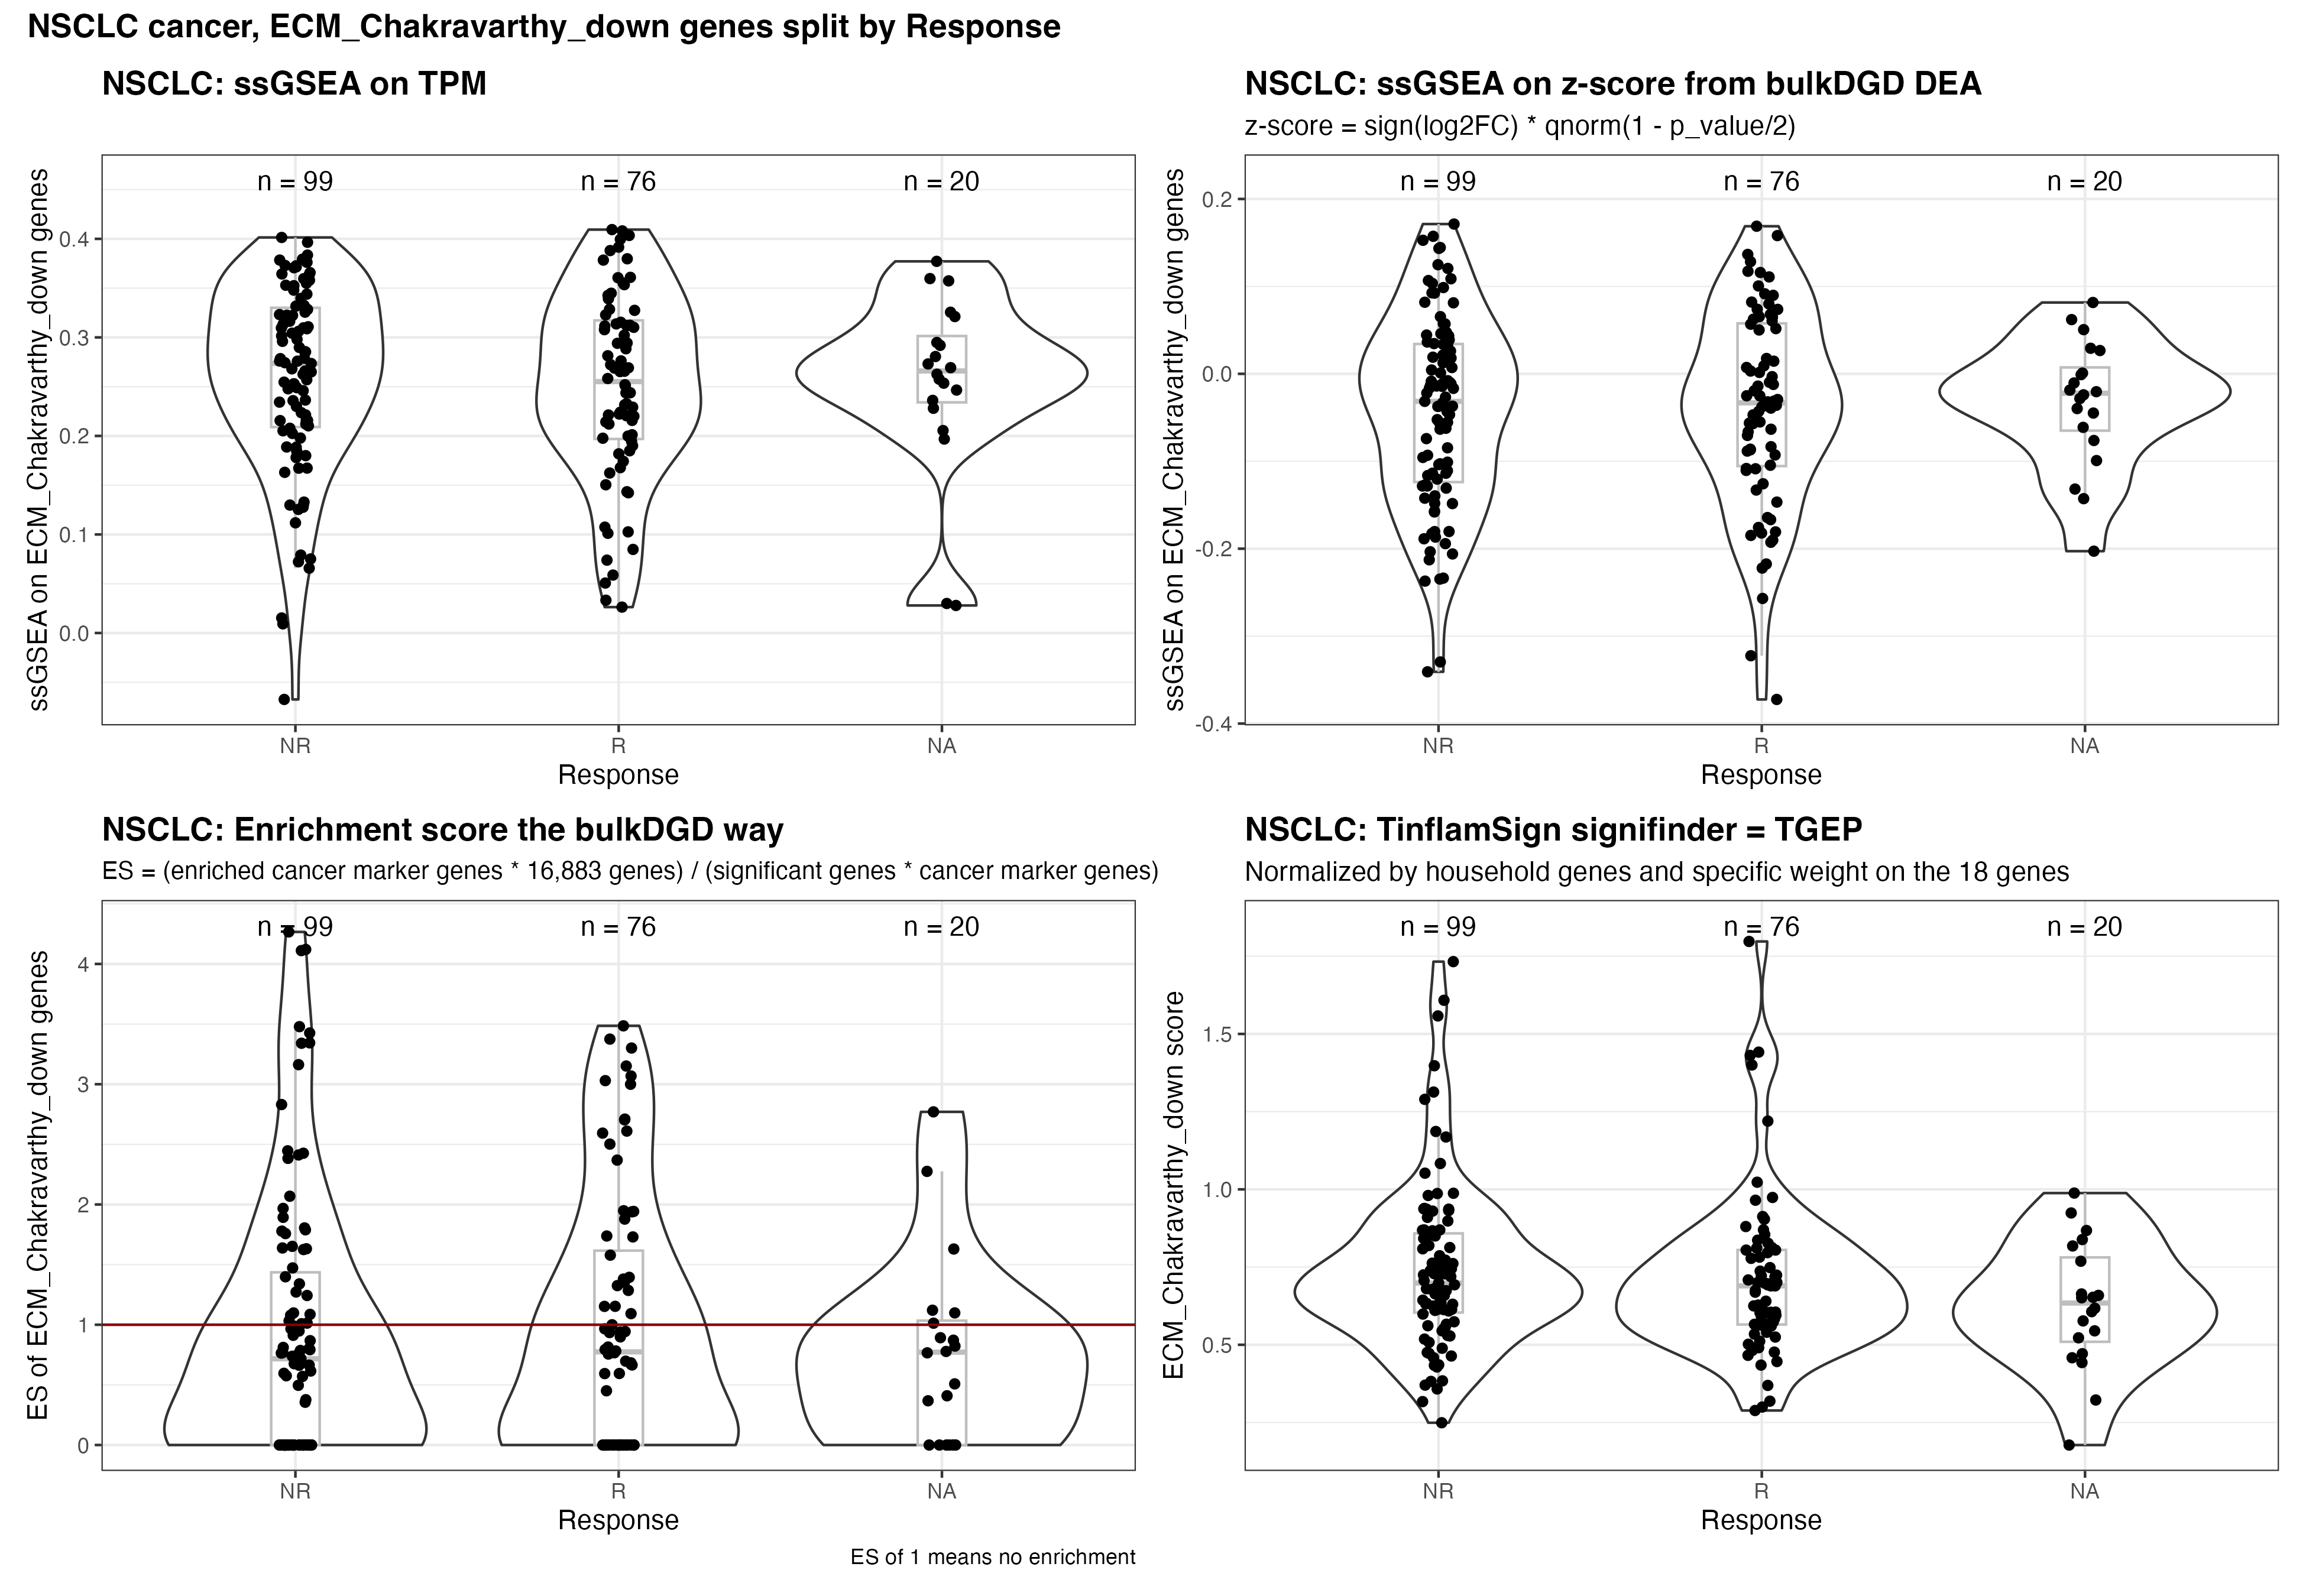 NSCLC cancer, ECM_Chakravarthy_down genes split by Response
NSCLC: ssGSEA on TPM
ssGSEA on ECM_Chakravarthy_down genes
n = 99
n = 76
n = 20
0.4
0.3
0.2
0.1
0.0
NR
R
NA
Response
NSCLC: ssGSEA on z-score from bulkDGD DEA
z-score = sign(log2FC) * qnorm(1 - p_value/2)
ssGSEA on ECM_Chakravarthy_down genes
n = 99
n = 76
n = 20
0.2
0.0
-0.2
-0.4
NR
R
NA
Response
NSCLC: Enrichment score the bulkDGD way
ES = (enriched cancer marker genes * 16,883 genes) / (significant genes * cancer marker genes)
ES of ECM_Chakravarthy_down genes
n = 99
n = 76
n = 20
4
3
2
1
0
NR
R
NA
Response
ES of 1 means no enrichment
NSCLC: TinflamSign signifinder = TGEP
Normalized by household genes and specific weight on the 18 genes
ECM_Chakravarthy_down score
n = 99
n = 76
n = 20
1.5
1.0
0.5
NR
R
NA
Response